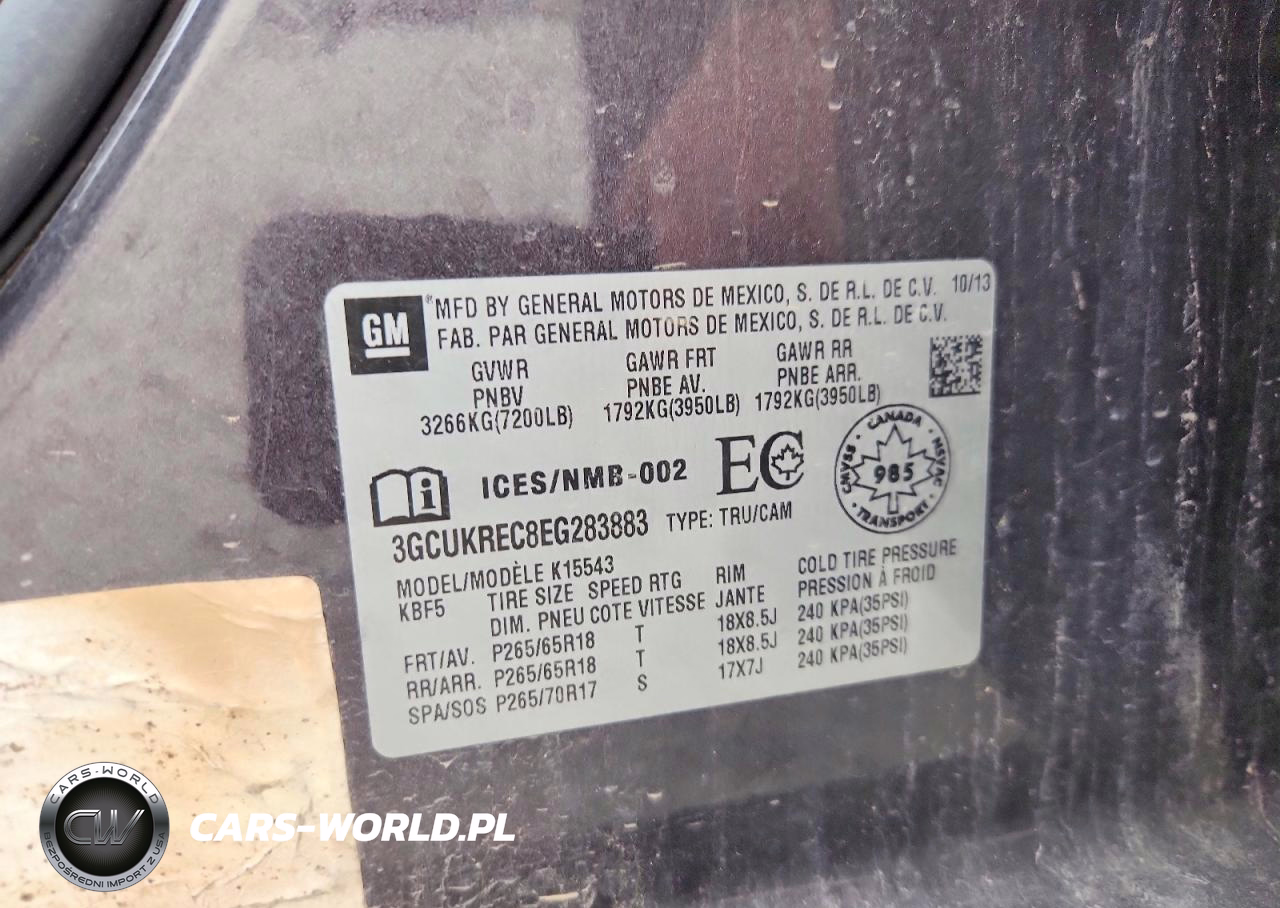 GM
® MFD BY GENERAL MOTORS DE MEXICO, S. DE R.L. DE C.V. 10/13
FAB. PAR GENERAL MOTORS DE MEXICO, S. DE R.L. DE C.V.
GVWR GAWR FRT GAWR RR
PNBV PNBE AV. PNBE ARR.
3266KG(7200LB) 1792KG(3950LB) 1792KG(3950LB)
ICES/NMB-002 EC
CANADA
CMVSS 985 NSVAC
TRANSPORT
3GCUKREC8EG283883 TYPE: TRU/CAM
MODEL/MODÈLE K15543
KBF5 TIRE SIZE SPEED RTG RIM COLD TIRE PRESSURE
DIM. PNEU COTE VITESSE JANTE PRESSION À FROID
FRT/AV. P265/65R18 T 18X8.5J 240 KPA(35PSI)
RR/ARR. P265/65R18 T 18X8.5J 240 KPA(35PSI)
SPA/SOS P265/70R17 S 17X7J 240 KPA(35PSI)
CARS-WORLD
CW
BEZPOŚREDNI IMPORT Z USA
CARS-WORLD.PL